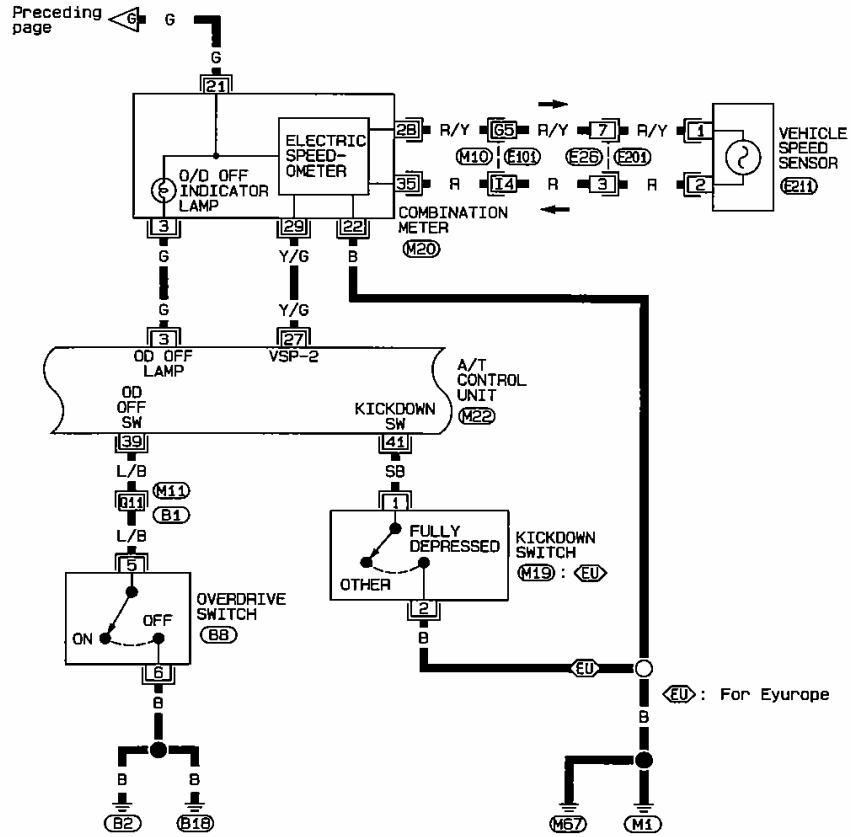 Preceding page
G
G
G
21
ELECTRIC SPEED-OMETER
O/D OFF INDICATOR LAMP
28
R/Y
G5
R/Y
7
R/Y
1
M10
E101
E26
E201
35
R
I4
R
3
R
2
VEHICLE SPEED SENSOR
E211
COMBINATION METER
M20
3
29
22
G
Y/G
B
G
Y/G
3
27
OD OFF LAMP
VSP-2
A/T CONTROL UNIT
M22
OD OFF SW
KICKDOWN SW
39
41
L/B
SB
G11
M11
B1
L/B
1
FULLY DEPRESSED
OTHER
KICKDOWN SWITCH
M19 : EU
5
OVERDRIVE SWITCH
B8
ON
OFF
2
B
6
B
EU
EU : For Eyurope
B
B
B
B2
B18
M67
M1